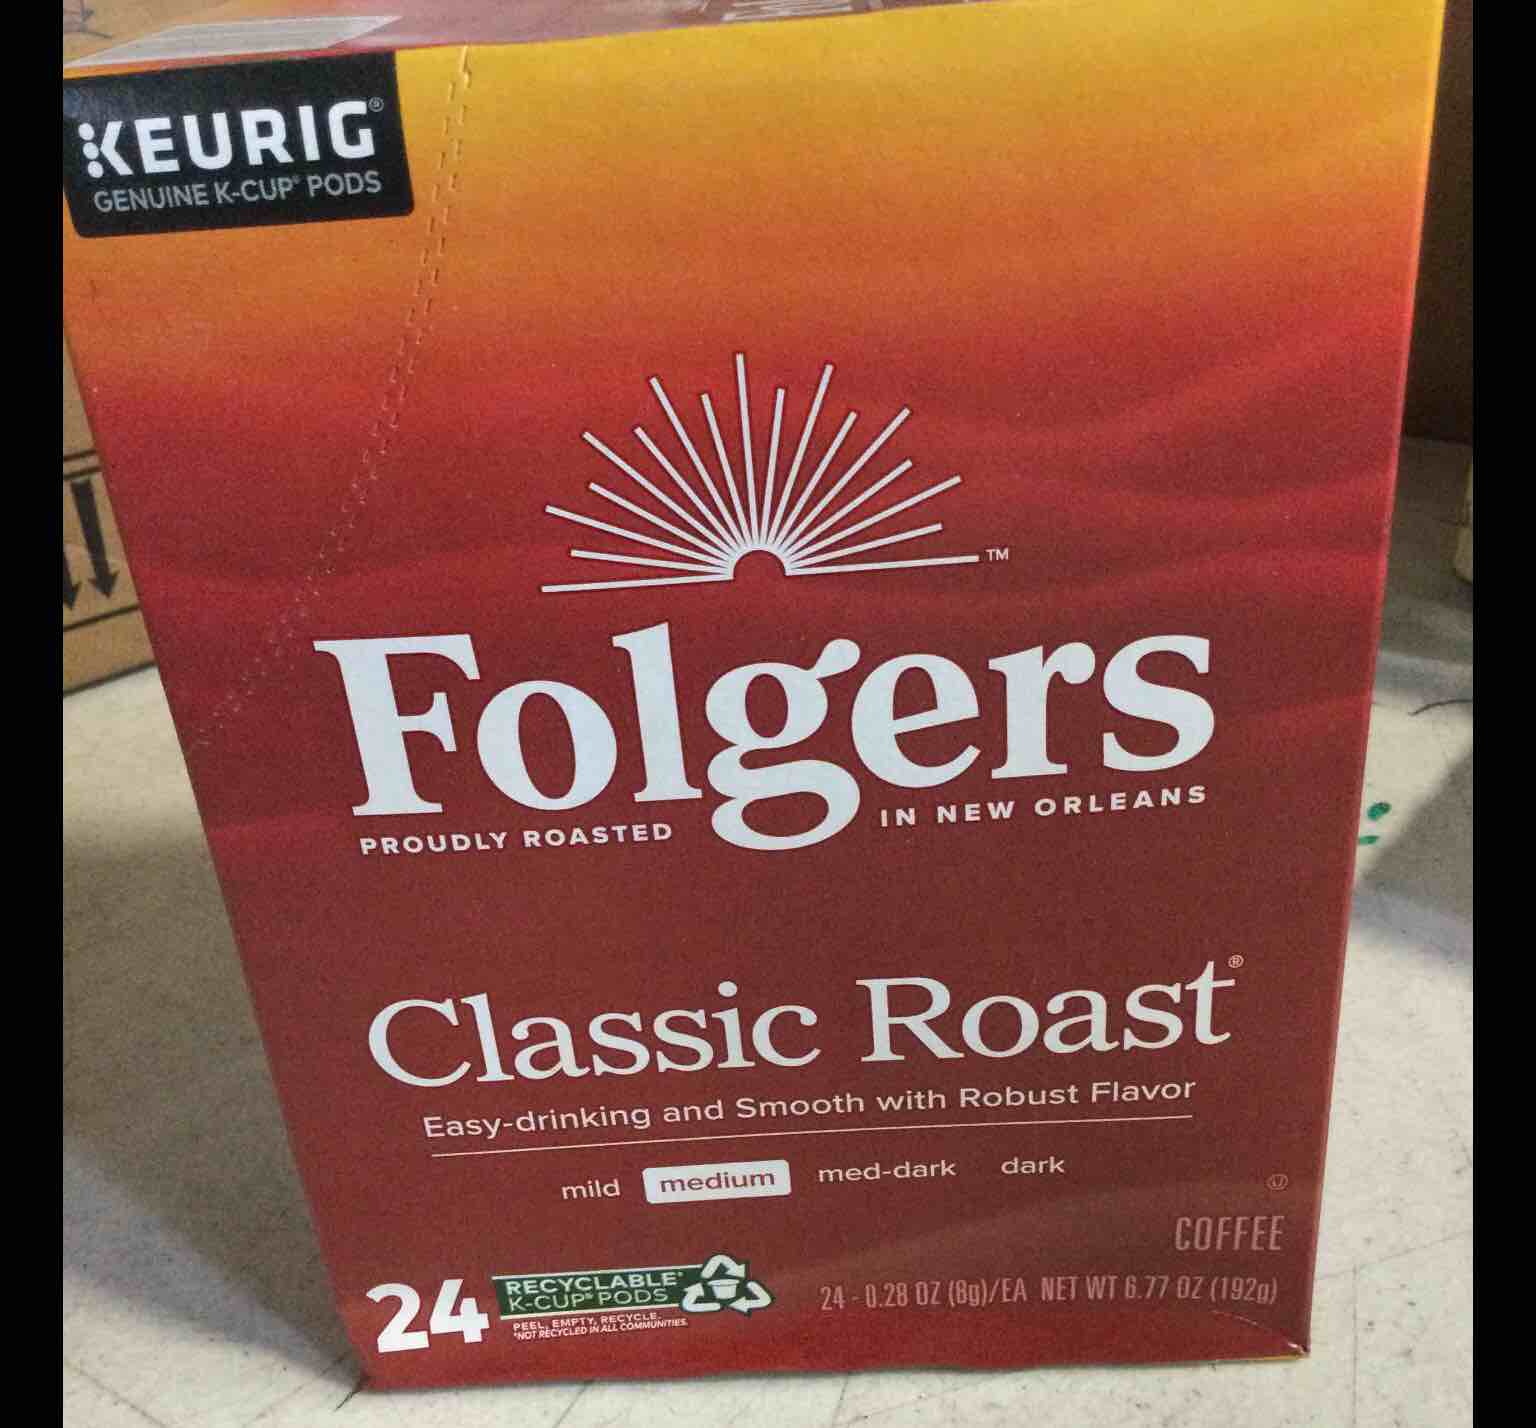 KEURIG®
GENUINE K-CUP® PODS
™
Folgers
PROUDLY ROASTED IN NEW ORLEANS
Classic Roast®
Easy-drinking and Smooth with Robust Flavor
mild medium med-dark dark
U
COFFEE
24
RECYCLABLE*
K-CUP® PODS
PEEL, EMPTY, RECYCLE.
*NOT RECYCLED IN ALL COMMUNITIES.
24 - 0.28 OZ (8g)/EA NET WT 6.77 OZ (192g)